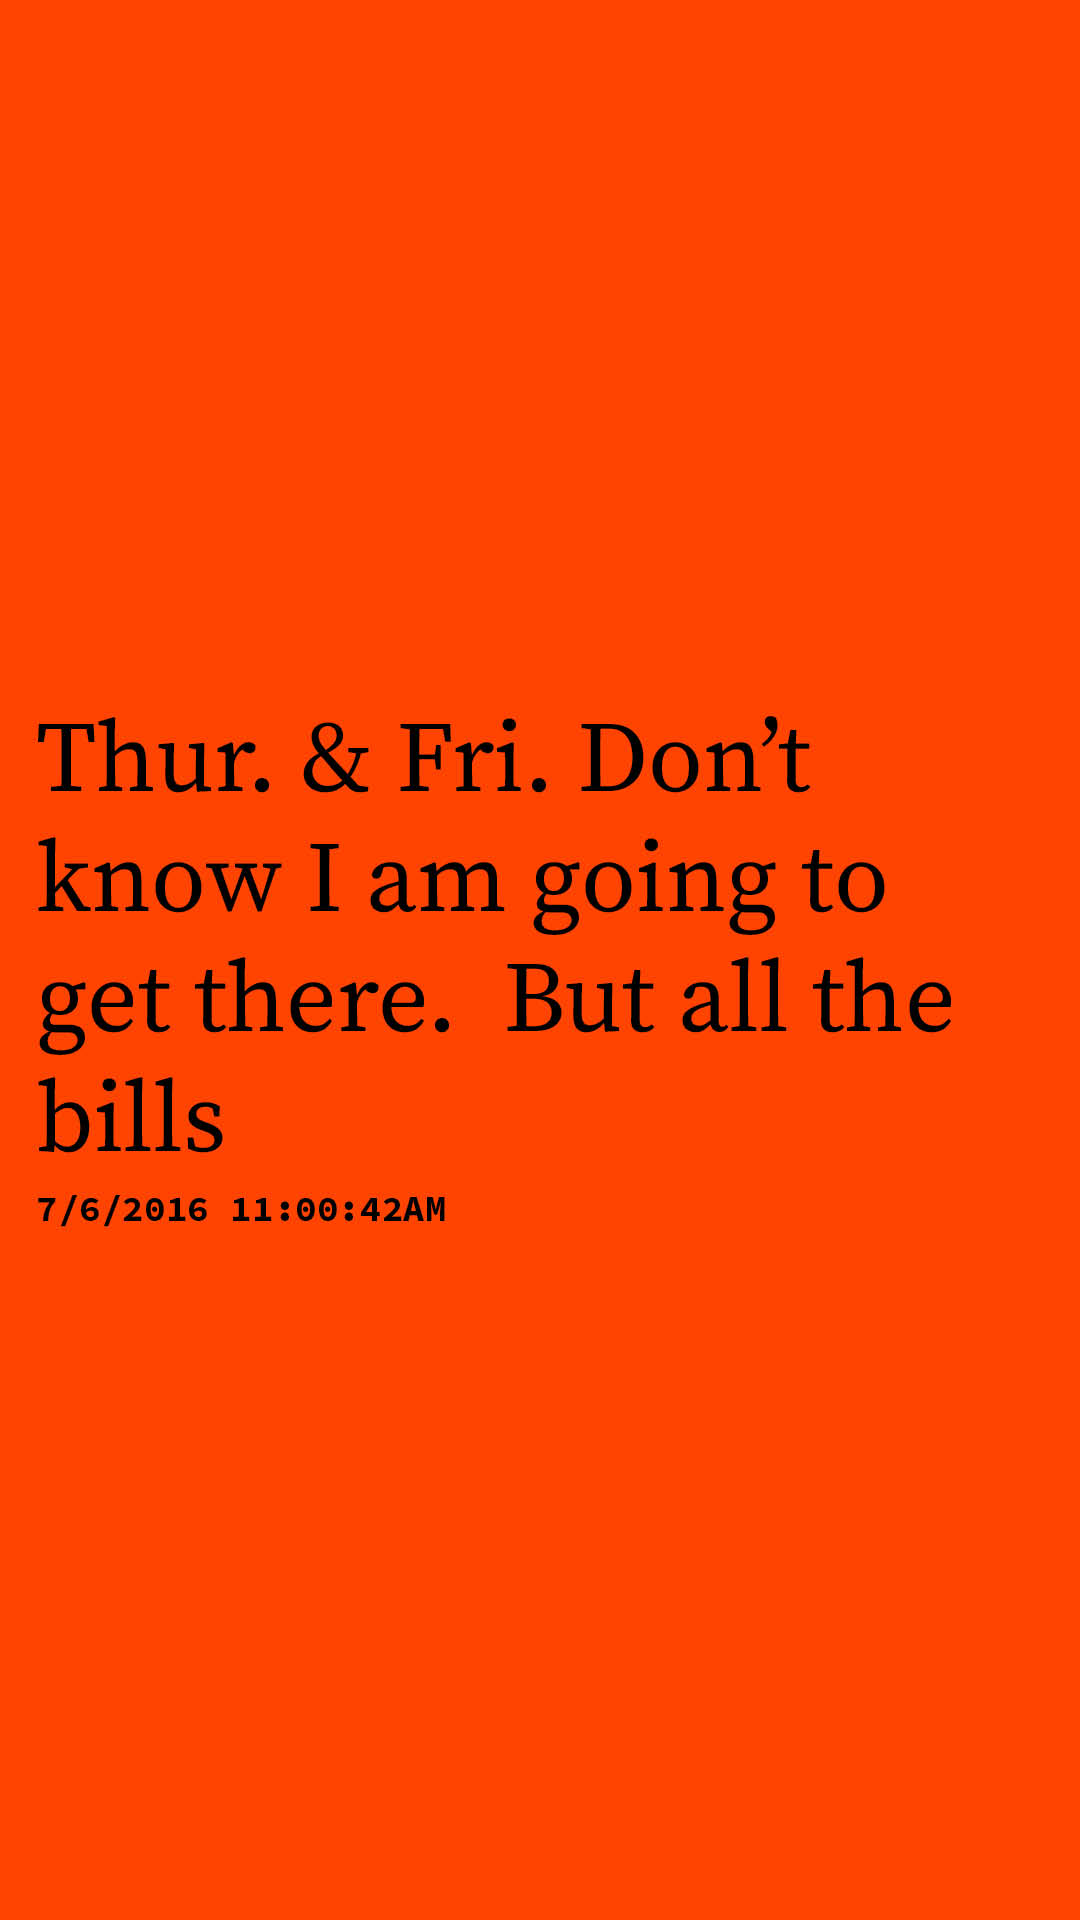 Thur. & Fri. Don’t
know I am going to
get there.  But all the
bills
7/6/2016 11:00:42AM